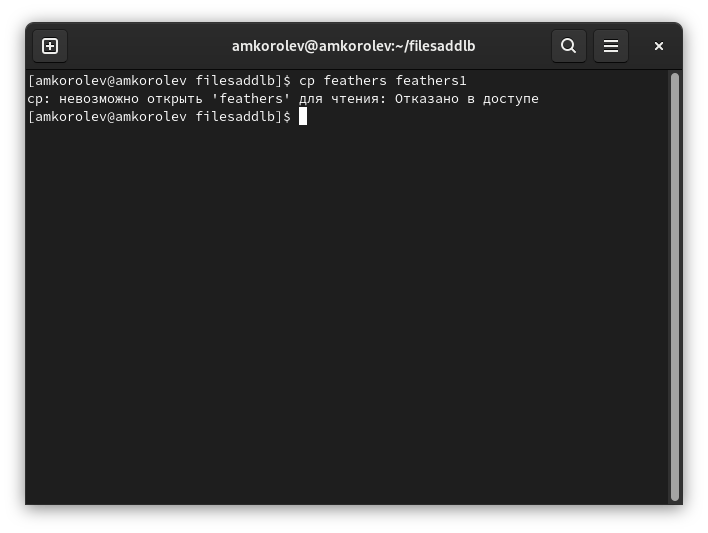 amkorolev@amkorolev:~/filesaddlb
[amkorolev@amkorolev filesaddlb]$ cp feathers feathers1
cp: невозможно открыть 'feathers' для чтения: Отказано в доступе
[amkorolev@amkorolev filesaddlb]$